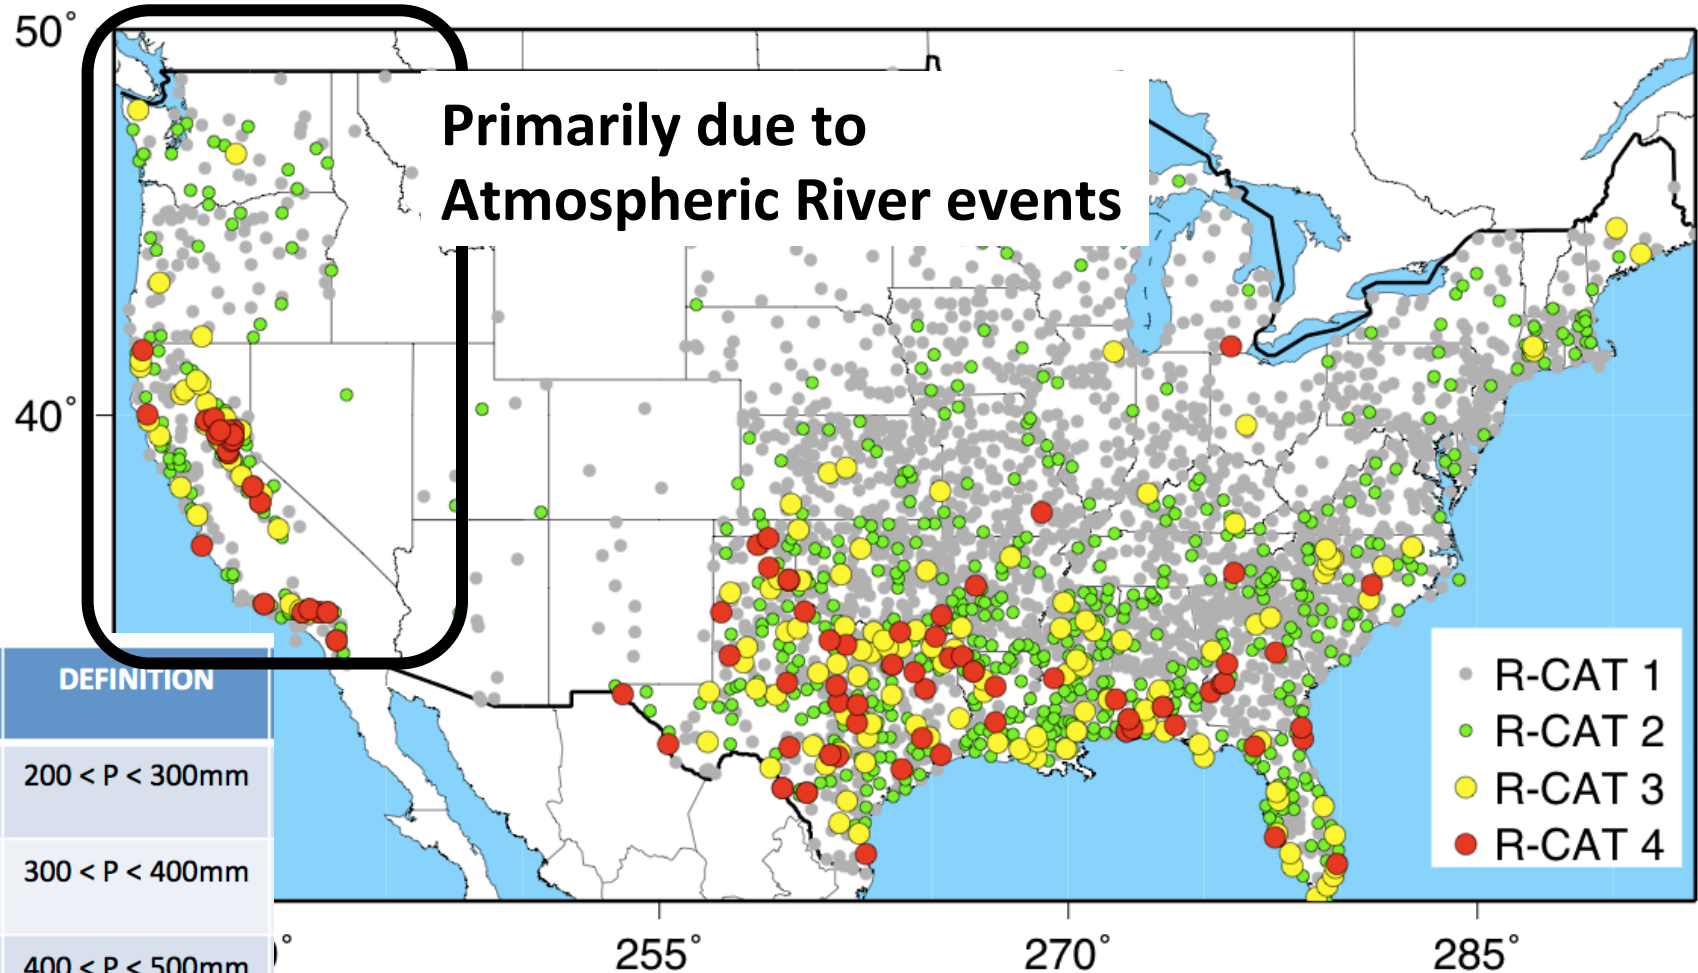 50°
Primarily due to
Atmospheric River events
40°
DEFINITION
200 < P < 300mm
300 < P < 400mm
400 < P < 500mm
R-CAT 1
R-CAT 2
R-CAT 3
R-CAT 4
°
255°
270°
285°